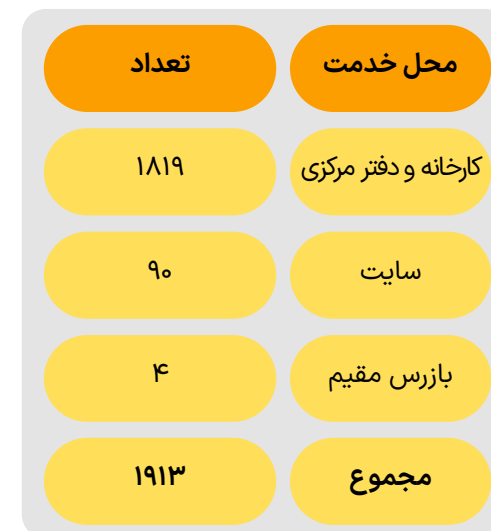 محل خدمت تعداد
کارخانه و دفتر مرکزی ۱۸۱۹
سایت ۹۰
بازرس مقیم ۴
مجموع ۱۹۱۳